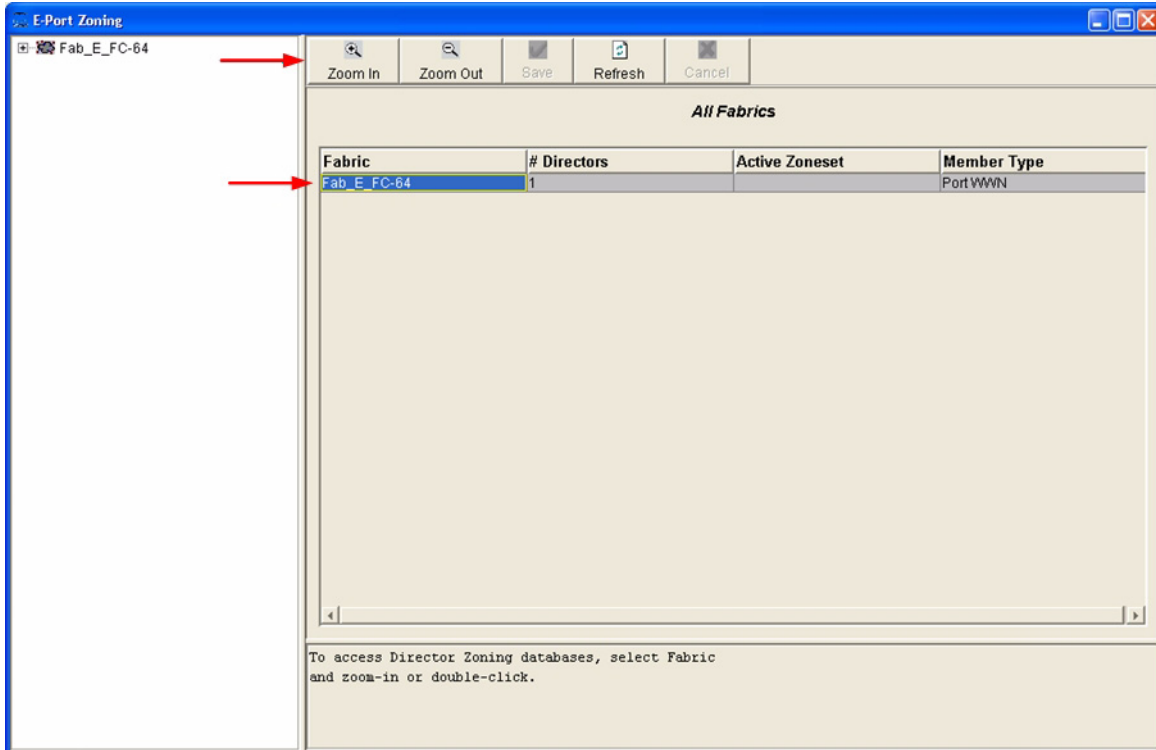 E-Port Zoning
Fab_E_FC-64
Zoom In Zoom Out Save Refresh Cancel
All Fabrics
Fabric # Directors Active Zoneset Member Type
Fab_E_FC-64 1 Port WWN
To access Director Zoning databases, select Fabric
and zoom-in or double-click.